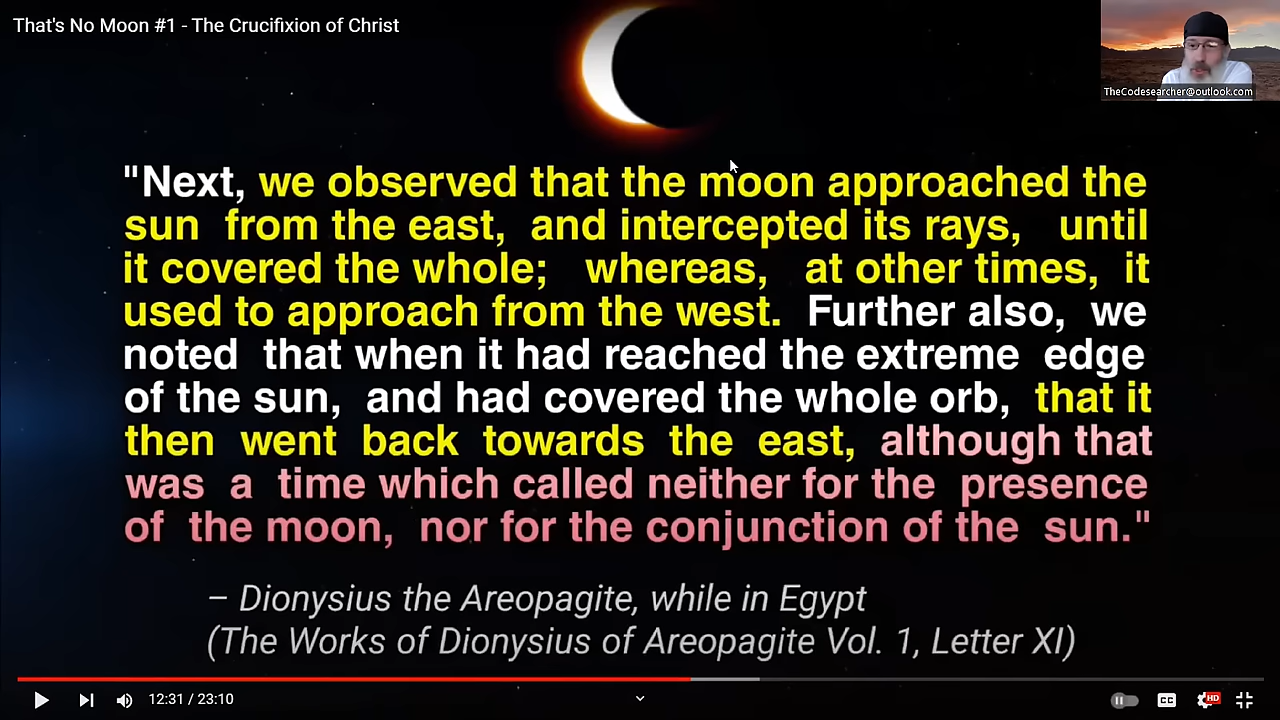 That's No Moon #1 - The Crucifixion of Christ
TheCodesearcher@outlook.com
"Next, we observed that the moon approached the
sun from the east, and intercepted its rays, until
it covered the whole; whereas, at other times, it
used to approach from the west. Further also, we
noted that when it had reached the extreme edge
of the sun, and had covered the whole orb, that it
then went back towards the east, although that
was a time which called neither for the presence
of the moon, nor for the conjunction of the sun."
– Dionysius the Areopagite, while in Egypt
(The Works of Dionysius of Areopagite Vol. 1, Letter XI)
12:31 / 23:10
CC
HD